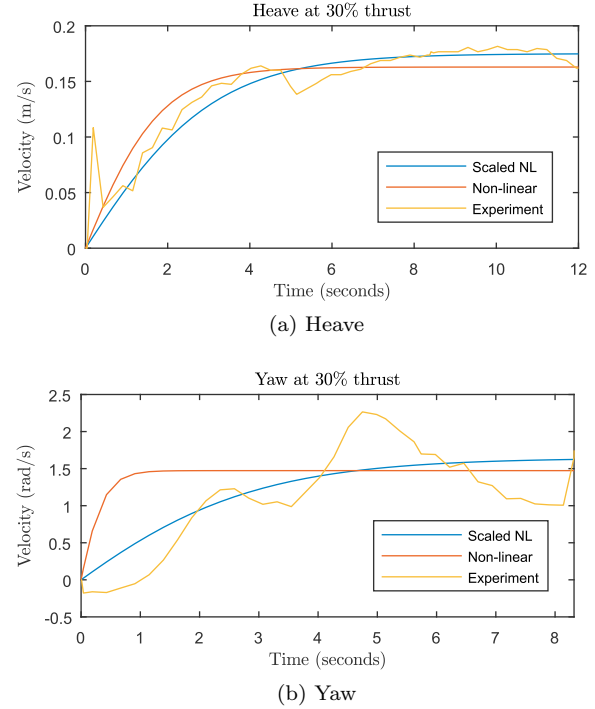 Heave at 30% thrust
0.2
0.15
0.1
0.05
0
Velocity (m/s)
Scaled NL
Non-linear
Experiment
0 2 4 6 8 10 12
Time (seconds)
(a) Heave
Yaw at 30% thrust
2.5
2
1.5
1
0.5
0
-0.5
Velocity (rad/s)
Scaled NL
Non-linear
Experiment
0 1 2 3 4 5 6 7 8
Time (seconds)
(b) Yaw